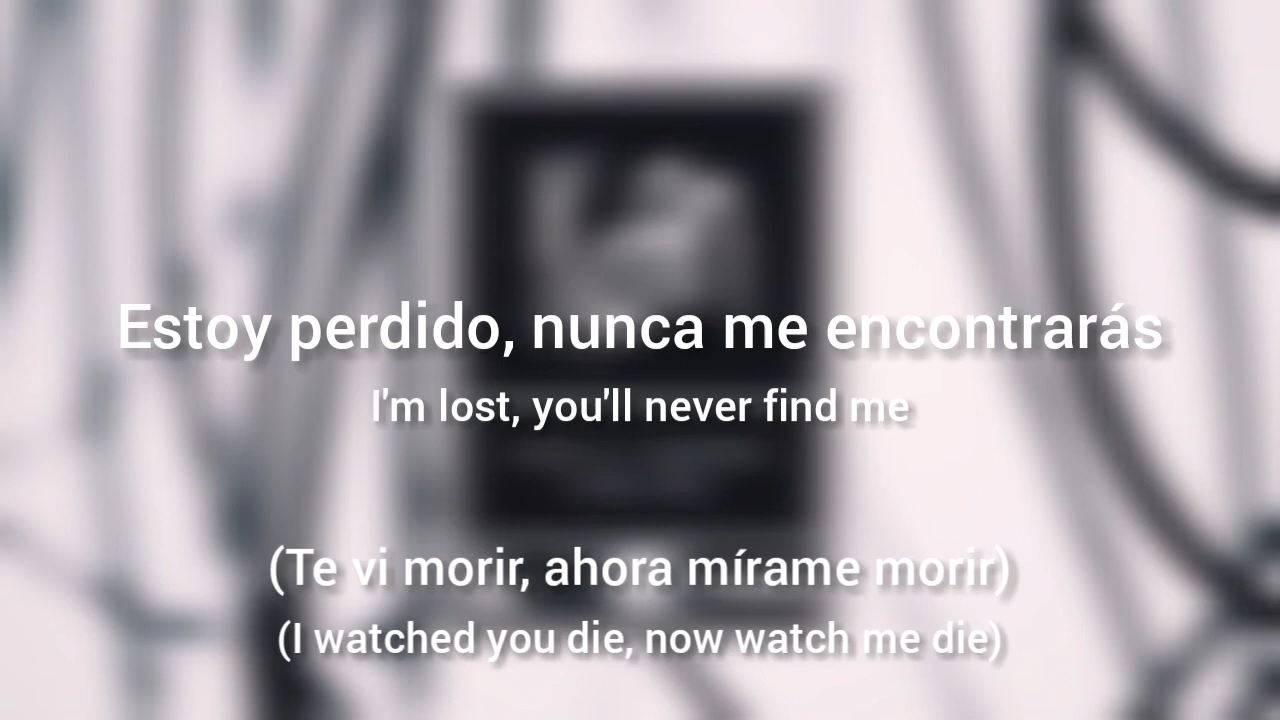 Estoy perdido, nunca me encontrarás
I'm lost, you'll never find me
(Te vi morir, ahora mírame morir)
(I watched you die, now watch me die)